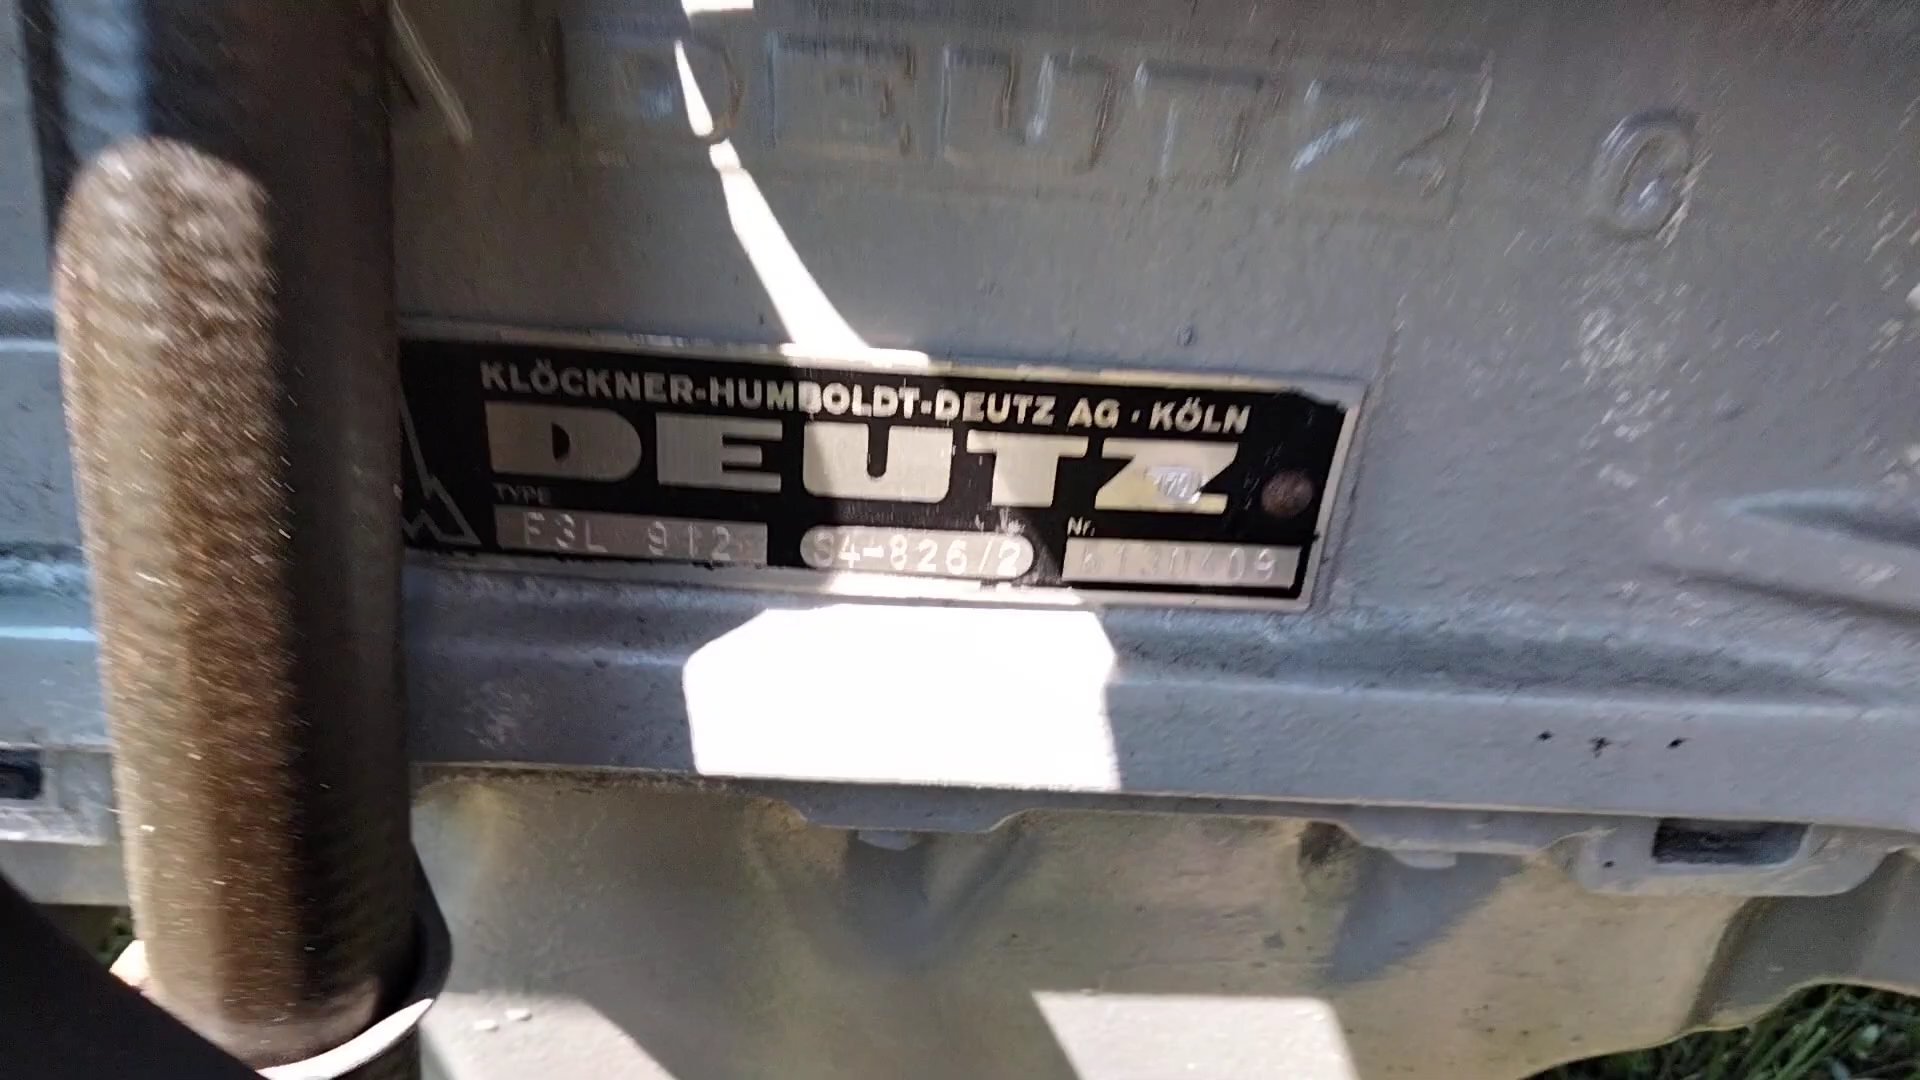 DEUTZ C
KLÖCKNER-HUMBOLDT-DEUTZ AG · KÖLN
DEUTZ
TYPE Nr.
F3L 912 S4-826/2